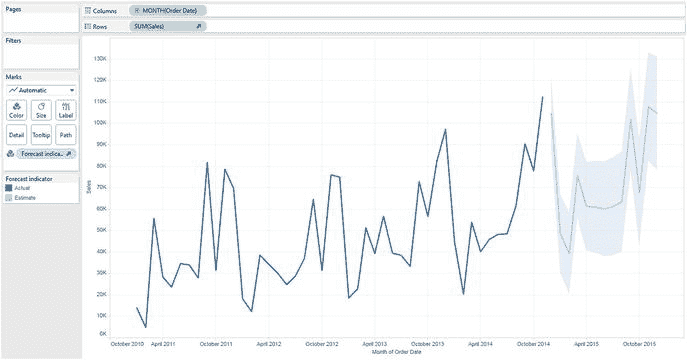 Pages
Columns
MONTH(Order Date)
Rows
SUM(Sales)
Filters
Marks
Automatic
Color
Size
Label
Detail
Tooltip
Path
Forecast indica..
Forecast indicator
Actual
Estimate
130K
120K
110K
100K
90K
80K
70K
60K
50K
40K
30K
20K
10K
0K
Sales
October 2010
April 2011
October 2011
April 2012
October 2012
April 2013
October 2013
April 2014
October 2014
April 2015
October 2015
Month of Order Date